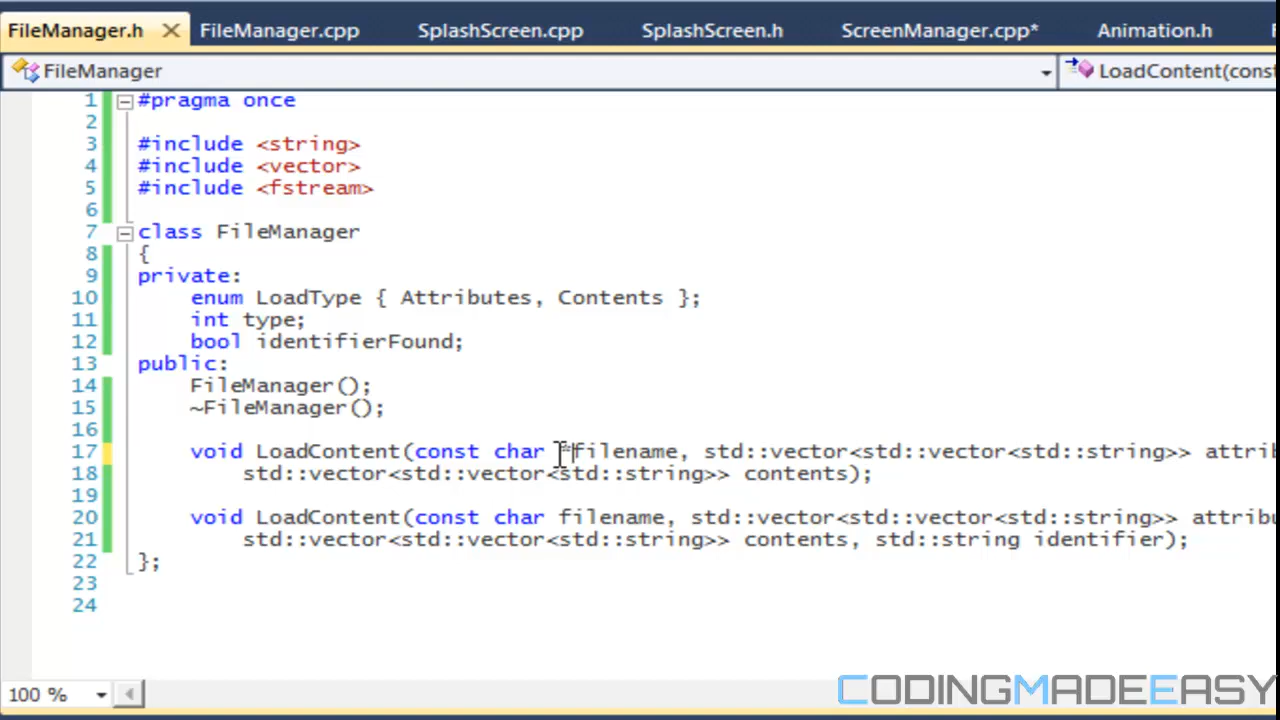 FileManager.h FileManager.cpp SplashScreen.cpp SplashScreen.h ScreenManager.cpp* Animation.h
FileManager LoadContent(const
1 #pragma once
2
3 #include <string>
4 #include <vector>
5 #include <fstream>
6
7 class FileManager
8 {
9 private:
10 enum LoadType { Attributes, Contents };
11 int type;
12 bool identifierFound;
13 public:
14 FileManager();
15 ~FileManager();
16
17 void LoadContent(const char *filename, std::vector<std::vector<std::string>> attrib
18 std::vector<std::vector<std::string>> contents);
19
20 void LoadContent(const char filename, std::vector<std::vector<std::string>> attribu
21 std::vector<std::vector<std::string>> contents, std::string identifier);
22 };
23
24
100 %
CODINGMADEEASY